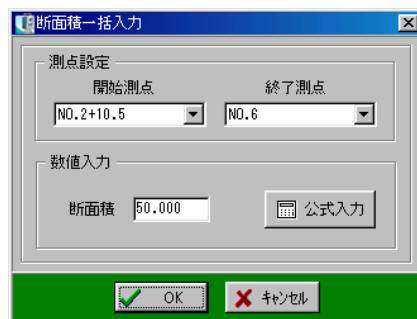 断面積一括入力
測点設定
開始測点 終了測点
NO.2+10.5 NO.6
数値入力
断面積 50.000 公式入力
OK キャンセル